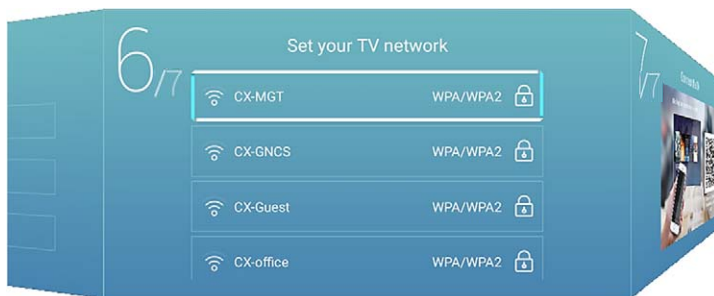 6/7
Set your TV network
CX-MGT WPA/WPA2
CX-GNCS WPA/WPA2
CX-Guest WPA/WPA2
CX-office WPA/WPA2
7/7